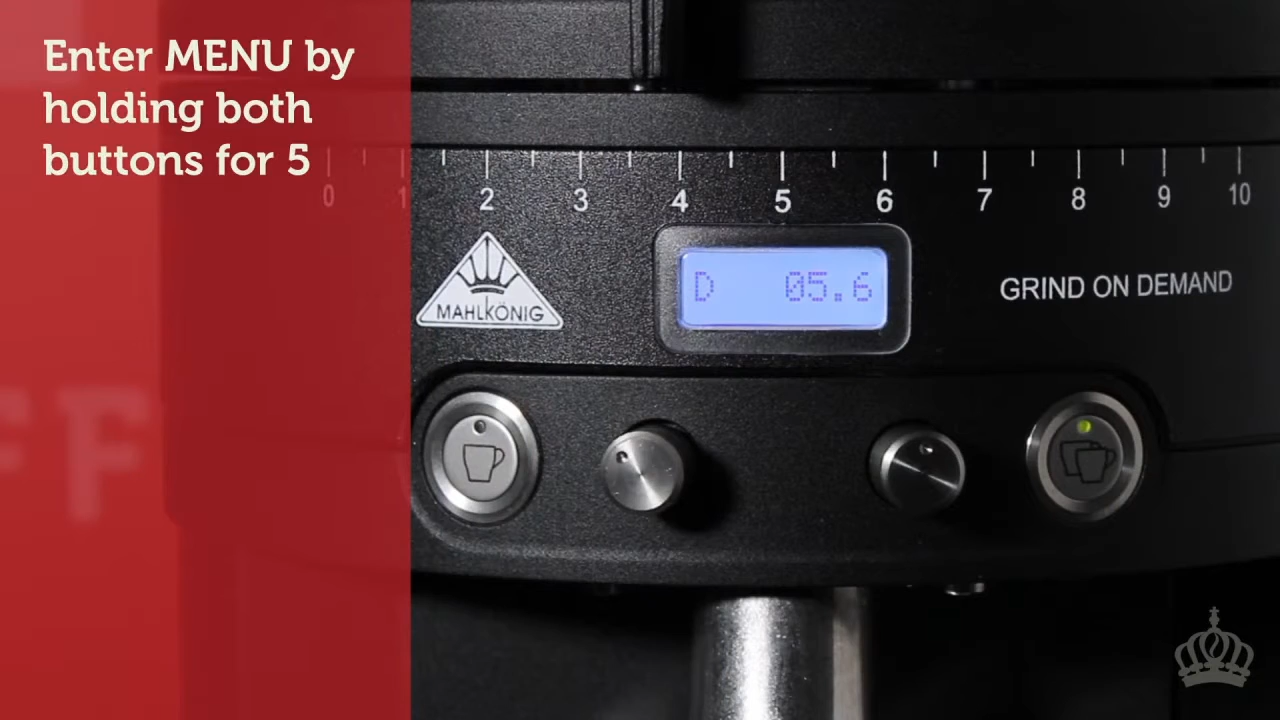 Enter MENU by
holding both
buttons for 5
0 1 2 3 4 5 6 7 8 9 10
MAHLKÖNIG
D 05.6
GRIND ON DEMAND
FF